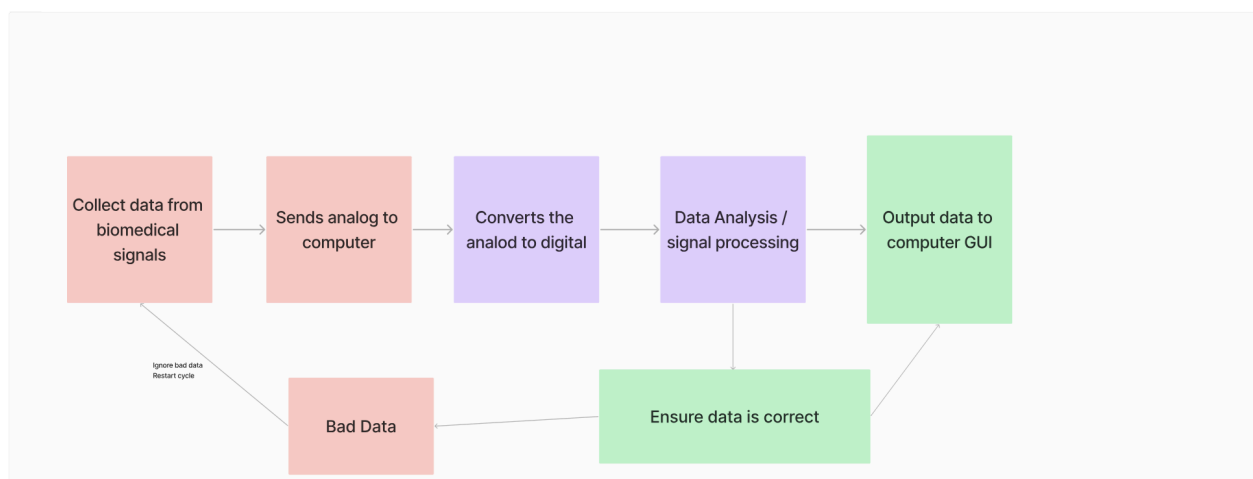 Collect data from
biomedical
signals
Sends analog to
computer
Converts the
analod to digital
Data Analysis /
signal processing
Output data to
computer GUI
Ignore bad data
Restart cycle
Bad Data
Ensure data is correct